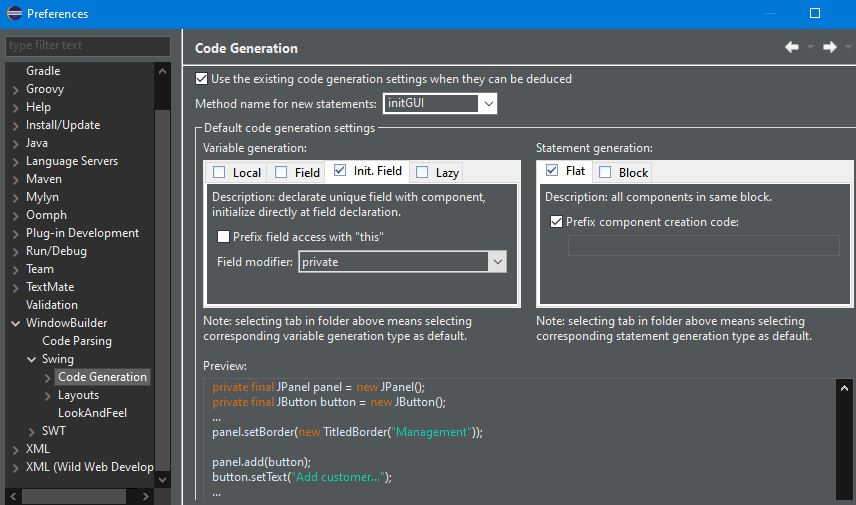 Preferences
type filter text
Gradle
Groovy
Help
Install/Update
Java
Language Servers
Maven
Mylyn
Oomph
Plug-in Development
Run/Debug
Team
TextMate
Validation
WindowBuilder
Code Parsing
Swing
Code Generation
Layouts
LookAndFeel
SWT
XML
XML (Wild Web Develop
Code Generation
Use the existing code generation settings when they can be deduced
Method name for new statements: initGUI
Default code generation settings
Variable generation:
Local Field Init. Field Lazy
Description: declare unique field with component,
initialize directly at field declaration.
Prefix field access with "this"
Field modifier: private
Note: selecting tab in folder above means selecting
corresponding variable generation type as default.
Statement generation:
Flat Block
Description: all components in same block.
Prefix component creation code:
Note: selecting tab in folder above means selecting
corresponding statement generation type as default.
Preview:
private final JPanel panel = new JPanel();
private final JButton button = new JButton();
...
panel.setBorder(new TitledBorder("Management"));
panel.add(button);
button.setText("Add customer...");
...